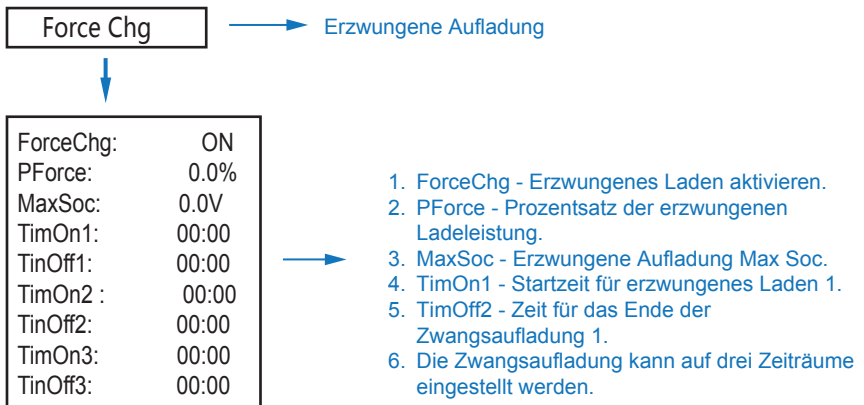 Force Chg
Erzwungene Aufladung
ForceChg: ON
PForce: 0.0%
MaxSoc: 0.0V
TimOn1: 00:00
TinOff1: 00:00
TimOn2 : 00:00
TinOff2: 00:00
TimOn3: 00:00
TinOff3: 00:00
1. ForceChg - Erzwungenes Laden aktivieren.
2. PForce - Prozentsatz der erzwungenen
Ladeleistung.
3. MaxSoc - Erzwungene Aufladung Max Soc.
4. TimOn1 - Startzeit für erzwungenes Laden 1.
5. TimOff2 - Zeit für das Ende der
Zwangsaufladung 1.
6. Die Zwangsaufladung kann auf drei Zeiträume
eingestellt werden.